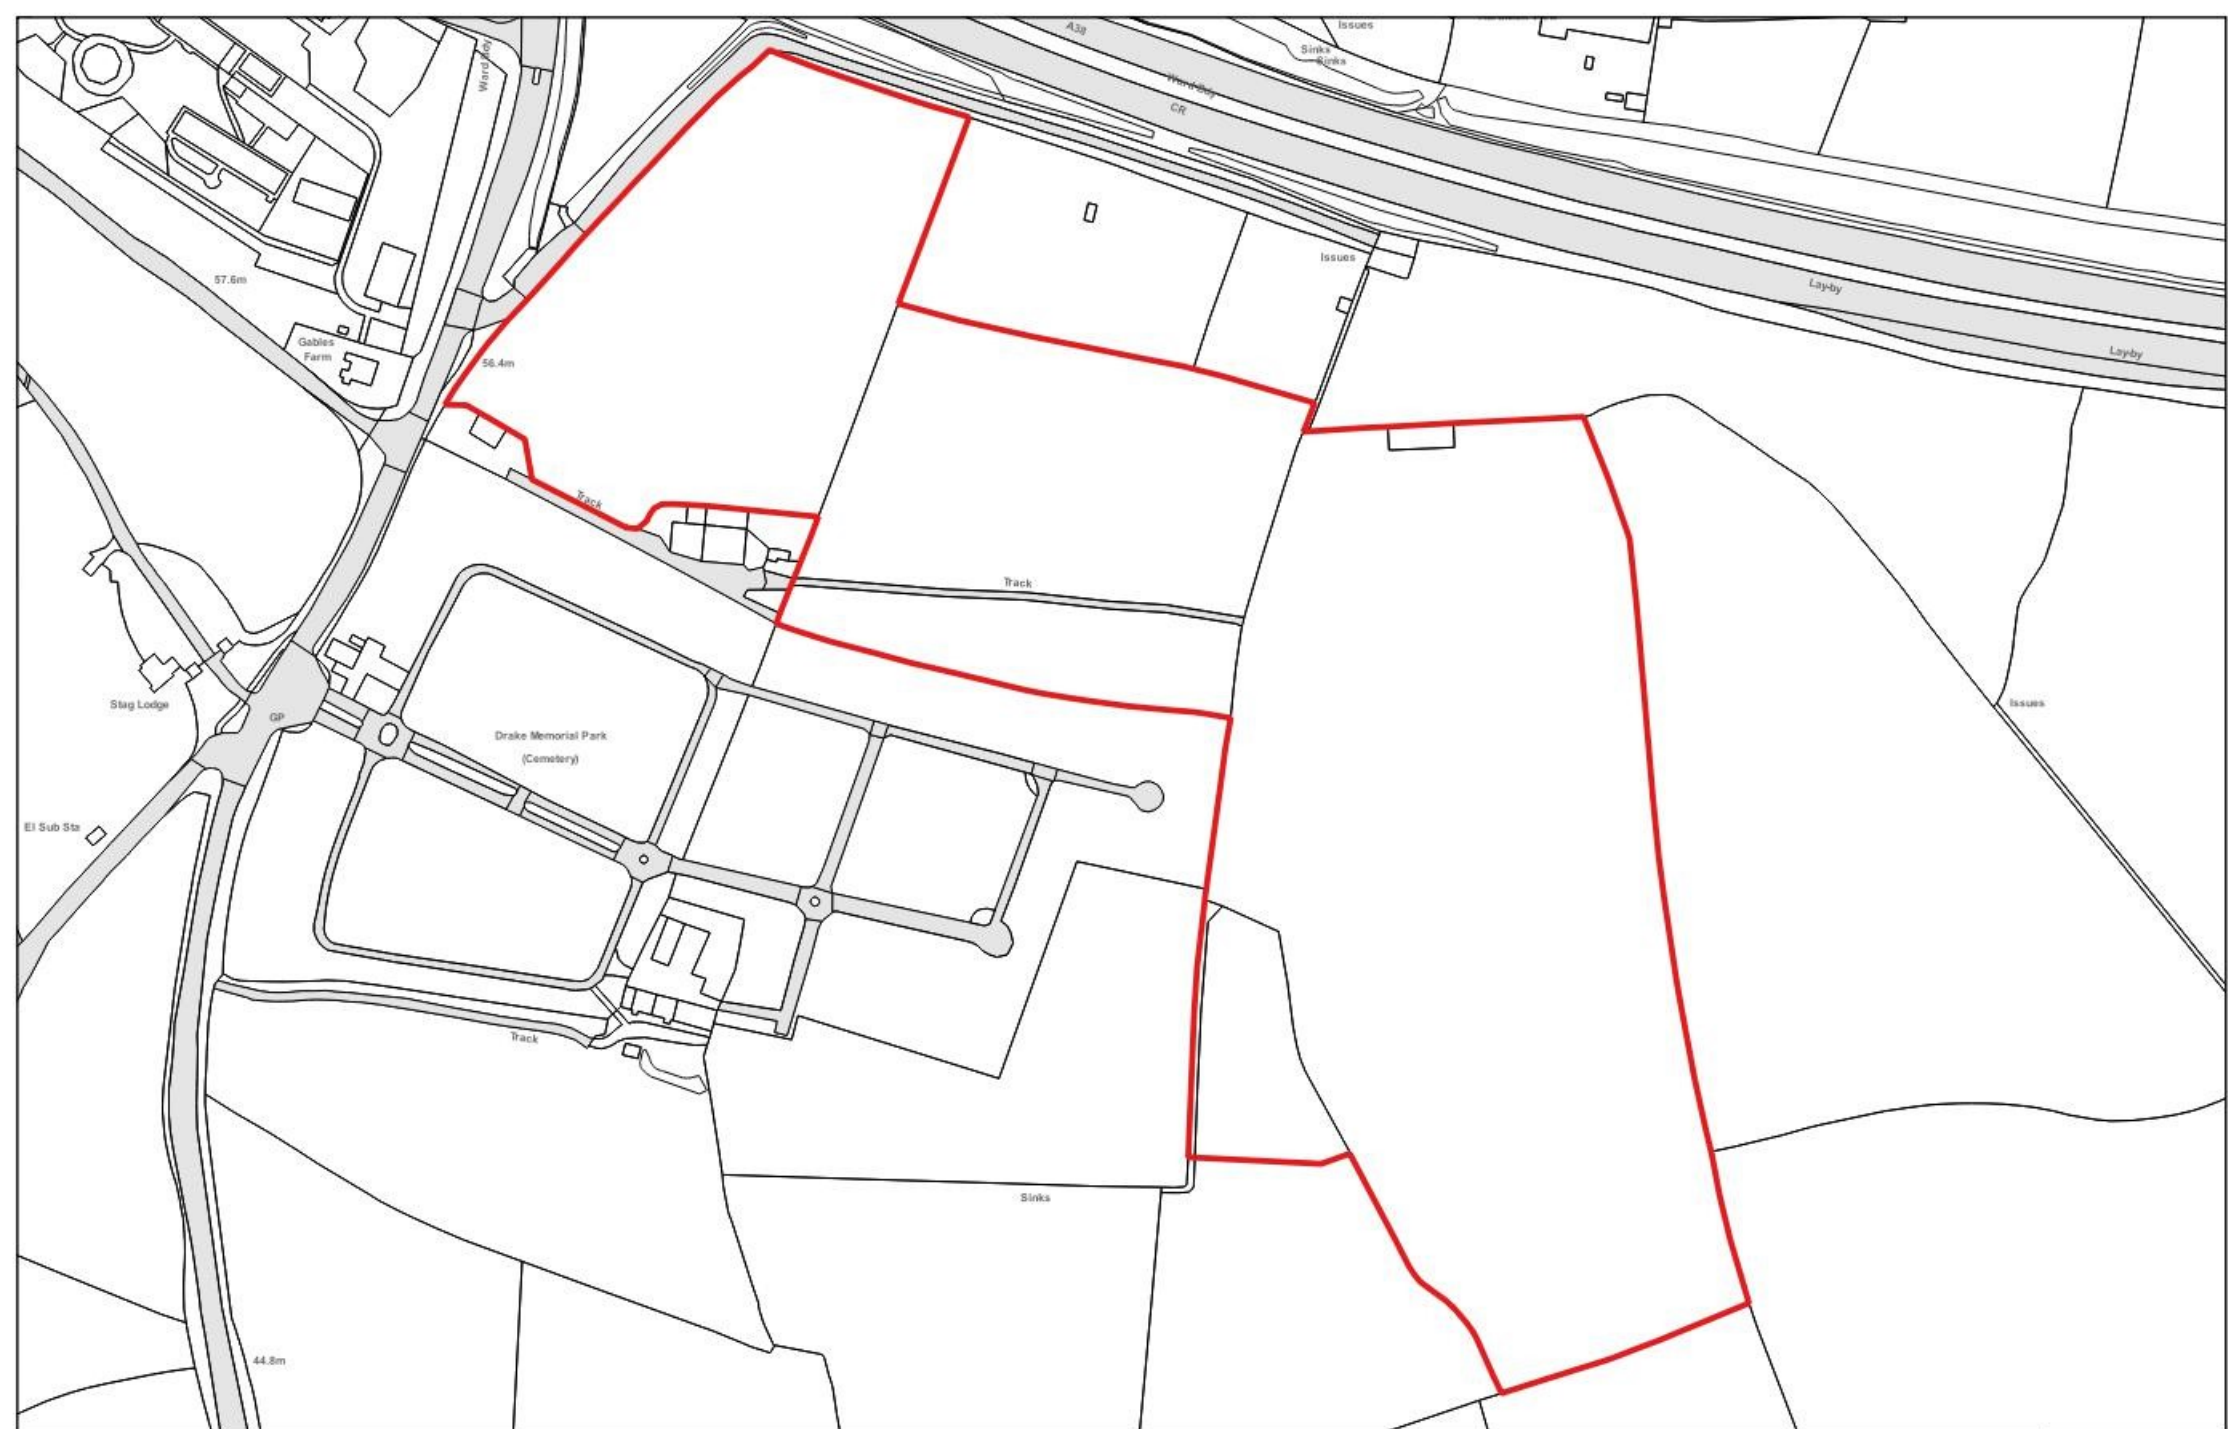 Issues
A38
Sinks
Sinks
Ward Bdy
Ward Bdy
CR
Issues
57.6m
Lay-by
Gables
Farm
Lay-by
56.4m
Track
Track
Stag Lodge
Issues
GP
Drake Memorial Park
(Cemetery)
El Sub Sta
Track
Sinks
44.8m